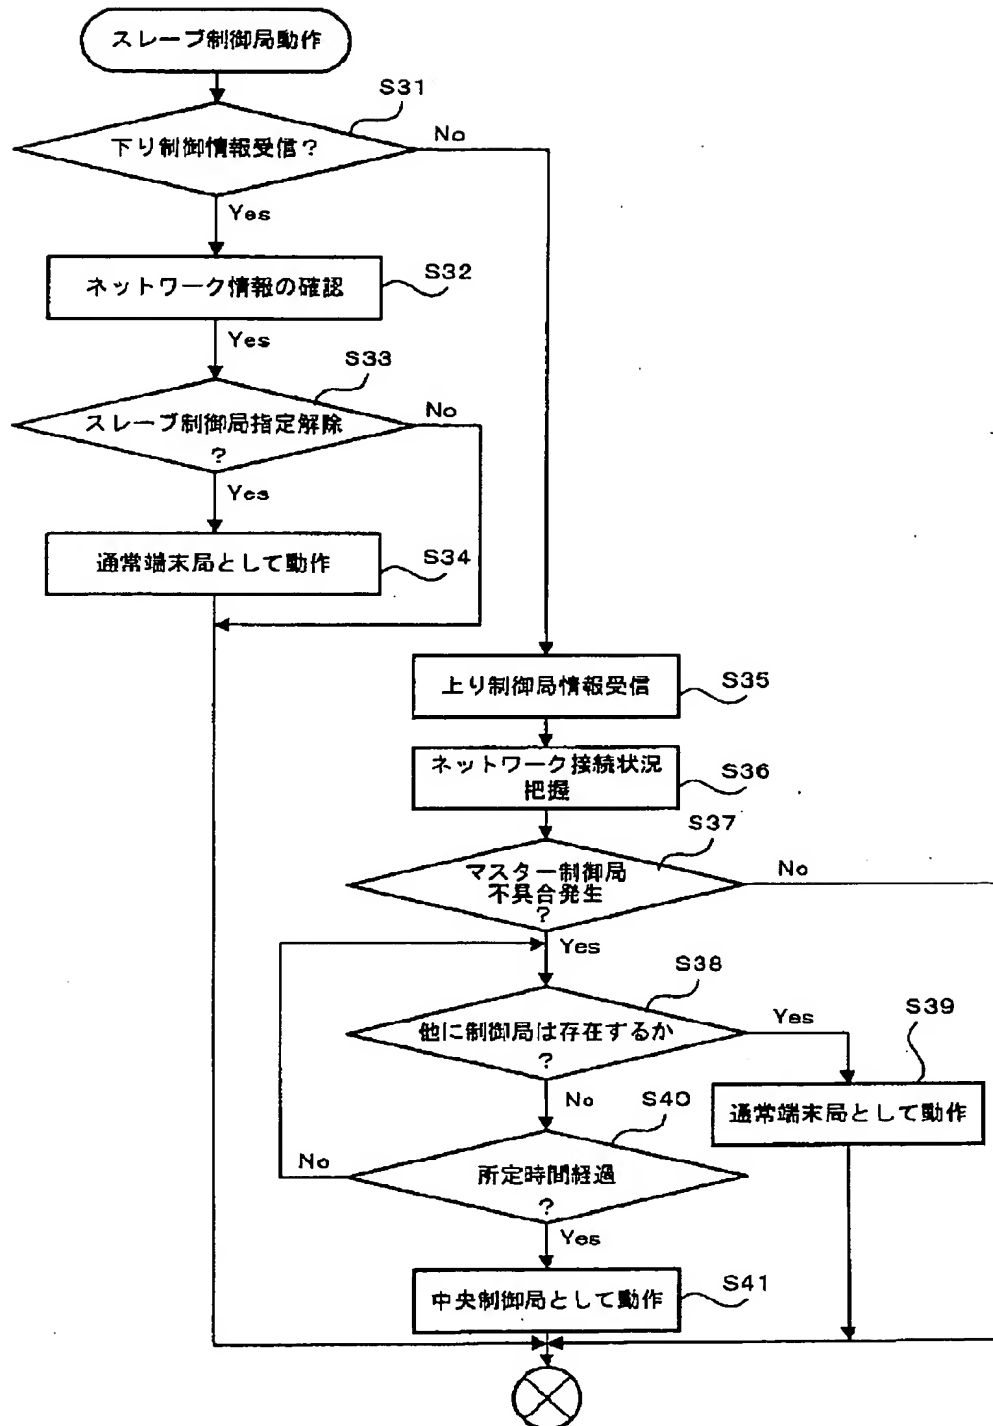 スレーブ制御局動作
S31
下り制御情報受信？
No
Yes
ネットワーク情報の確認
S32
Yes
S33
スレーブ制御局指定解除
？
No
Yes
通常端末局として動作
S34
上り制御局情報受信
S35
ネットワーク接続状況
把握
S36
S37
マスター制御局
不具合発生
？
No
Yes
S38
他に制御局は存在するか
？
Yes
S39
No
S40
通常端末局として動作
No
所定時間経過
？
Yes
中央制御局として動作
S41